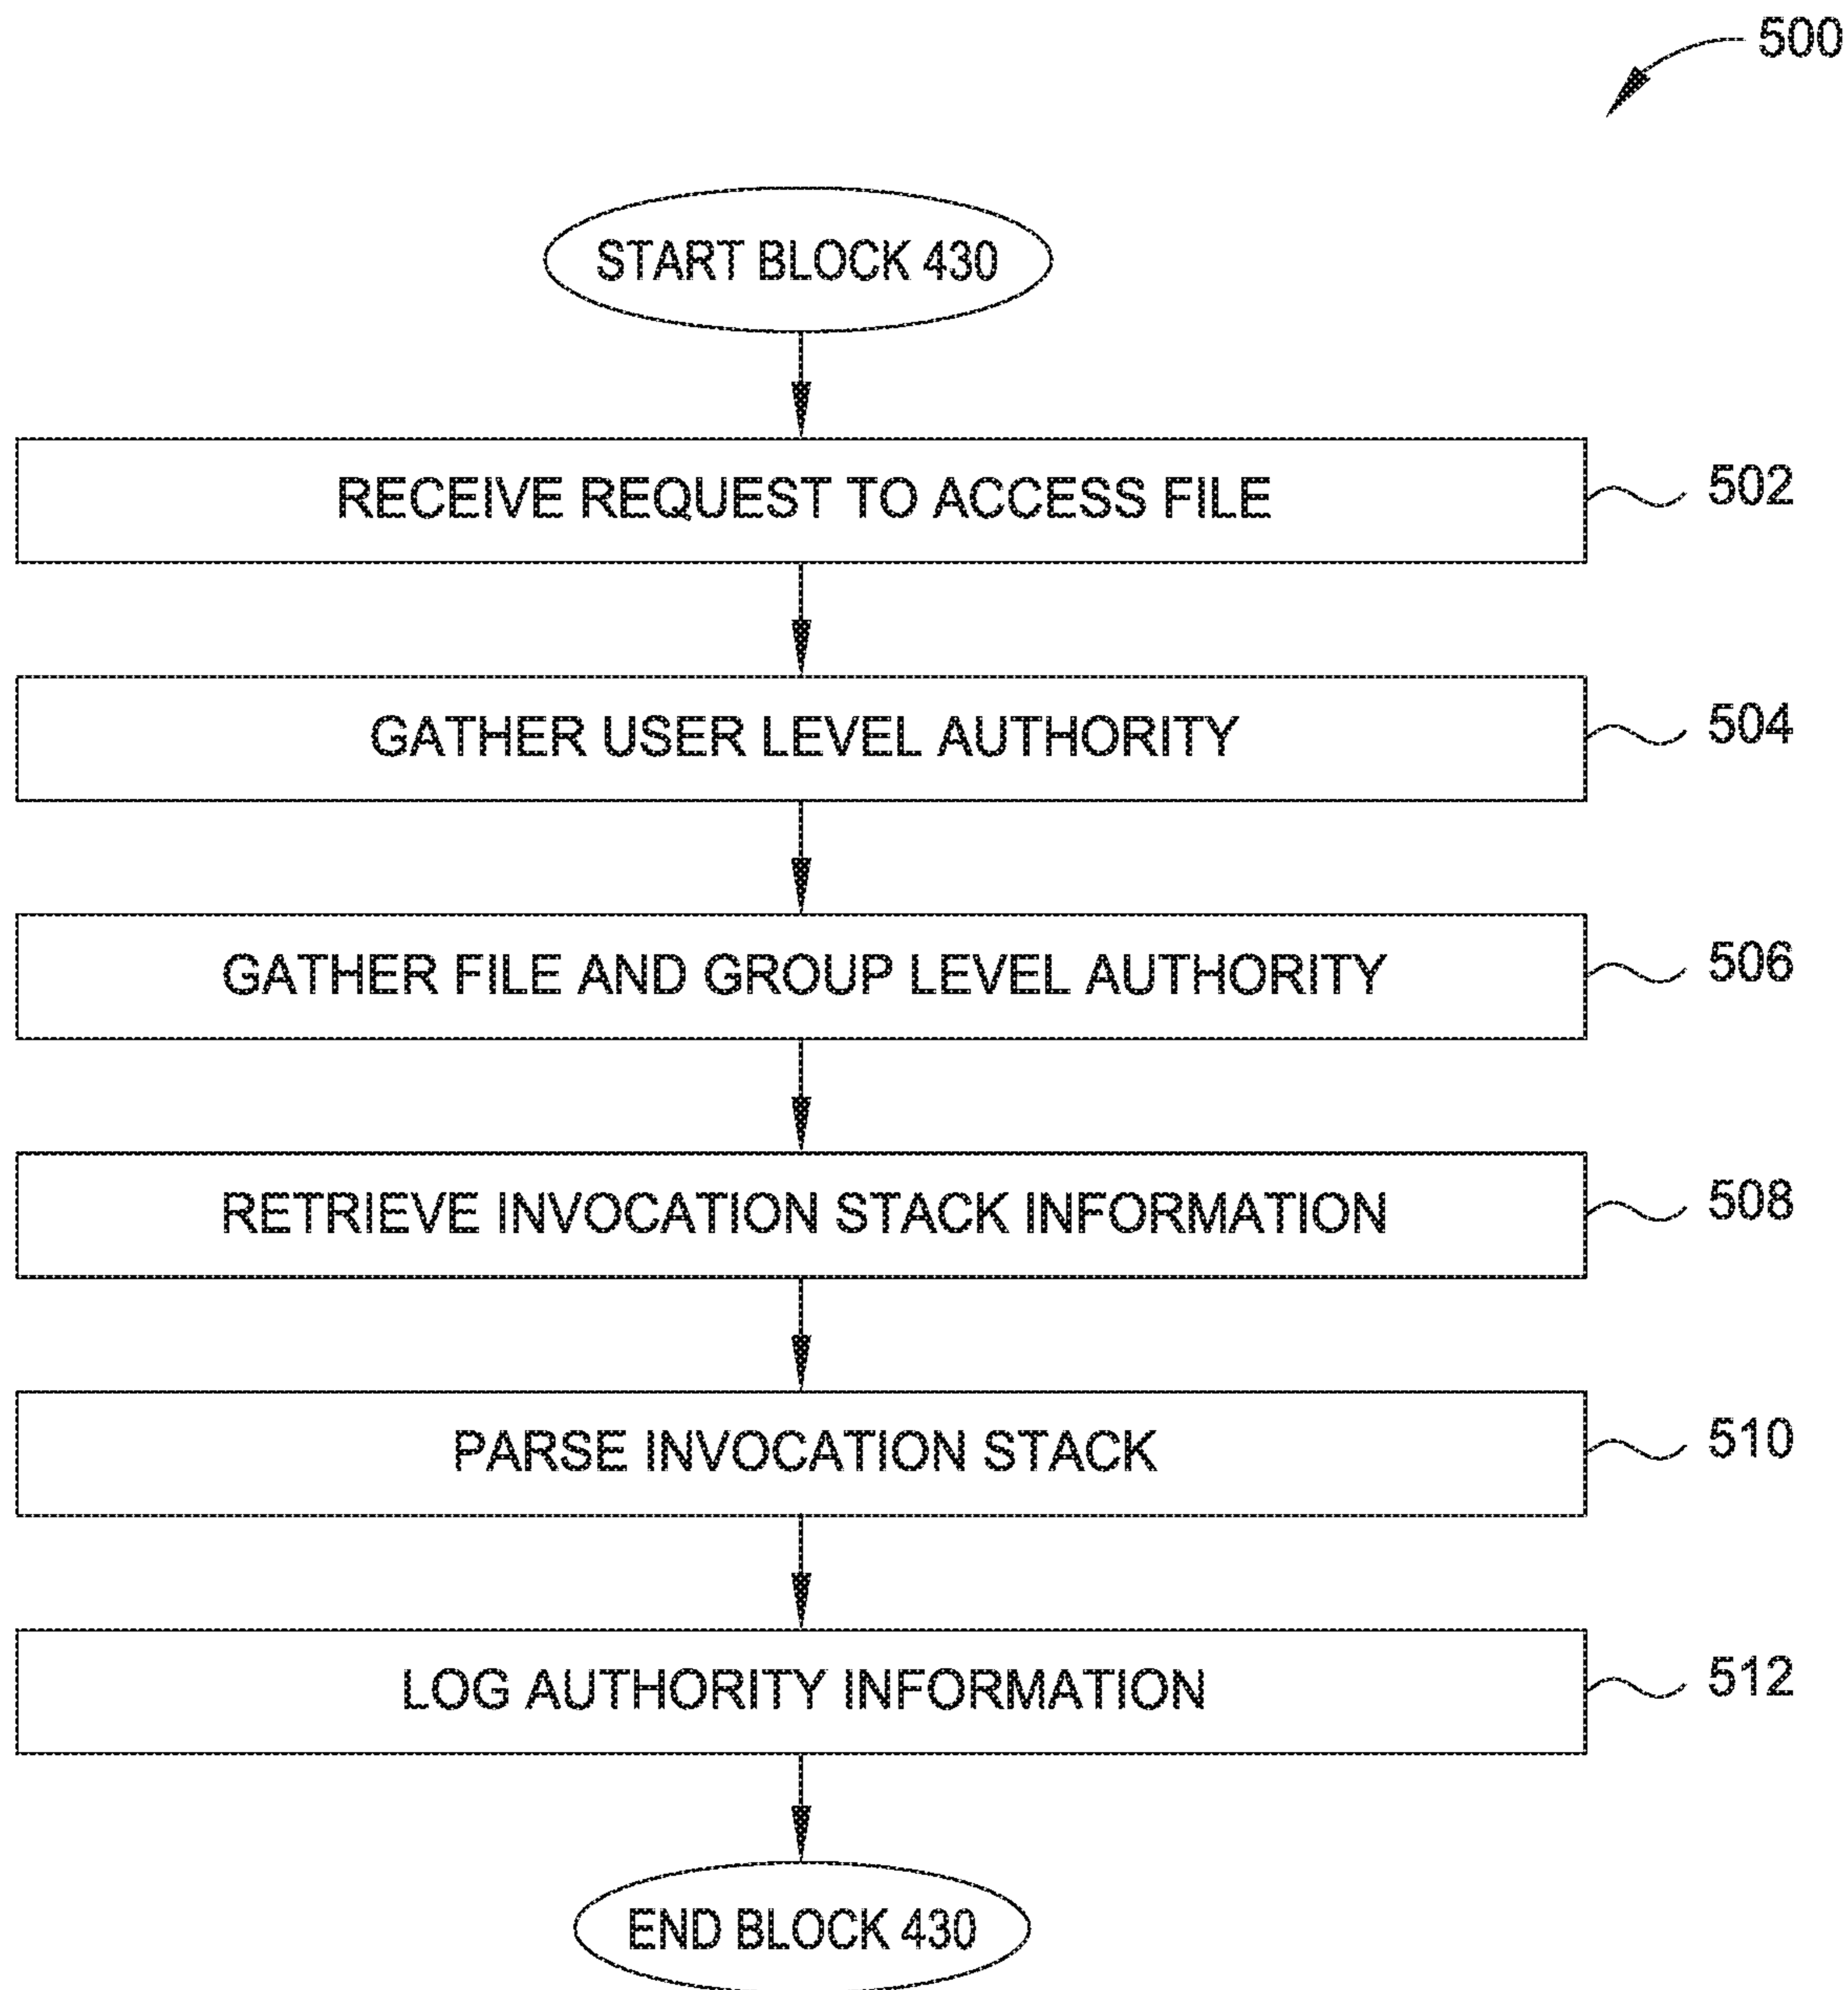 500
START BLOCK 430
RECEIVE REQUEST TO ACCESS FILE
502
GATHER USER LEVEL AUTHORITY
504
GATHER FILE AND GROUP LEVEL AUTHORITY
506
RETRIEVE INVOCATION STACK INFORMATION
508
PARSE INVOCATION STACK
510
LOG AUTHORITY INFORMATION
512
END BLOCK 430